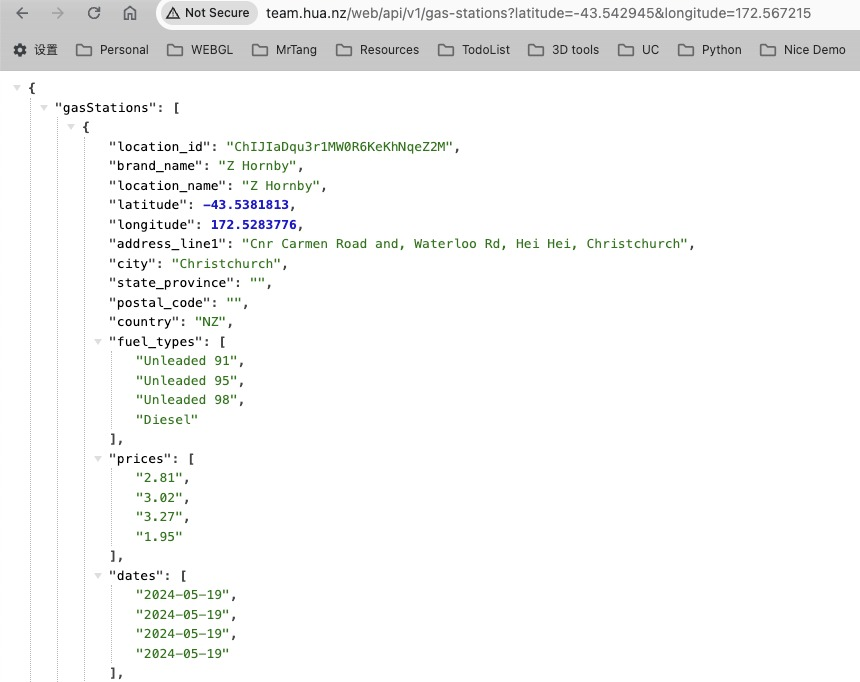 Not Secure team.hua.nz/web/api/v1/gas-stations?latitude=-43.542945&longitude=172.567215
设置 Personal WEBGL MrTang Resources TodoList 3D tools UC Python Nice Demo
{
"gasStations": [
{
"location_id": "ChIJIaDqu3r1MW0R6KeKhNqeZ2M",
"brand_name": "Z Hornby",
"location_name": "Z Hornby",
"latitude": -43.5381813,
"longitude": 172.5283776,
"address_line1": "Cnr Carmen Road and, Waterloo Rd, Hei Hei, Christchurch",
"city": "Christchurch",
"state_province": "",
"postal_code": "",
"country": "NZ",
"fuel_types": [
"Unleaded 91",
"Unleaded 95",
"Unleaded 98",
"Diesel"
],
"prices": [
"2.81",
"3.02",
"3.27",
"1.95"
],
"dates": [
"2024-05-19",
"2024-05-19",
"2024-05-19",
"2024-05-19"
],